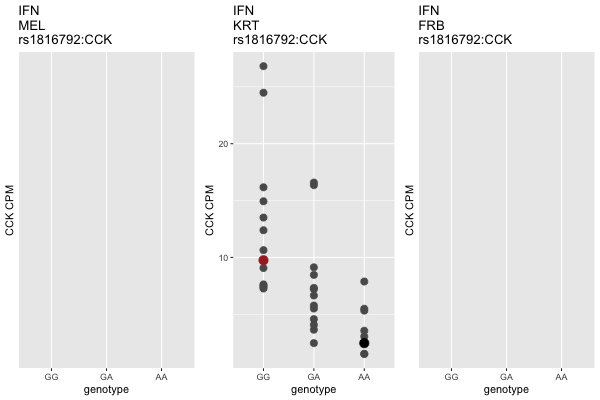 IFN
MEL
rs1816792:CCK
CCK CPM
GG GA AA
genotype
IFN
KRT
rs1816792:CCK
CCK CPM
20
10
GG GA AA
genotype
IFN
FRB
rs1816792:CCK
CCK CPM
GG GA AA
genotype